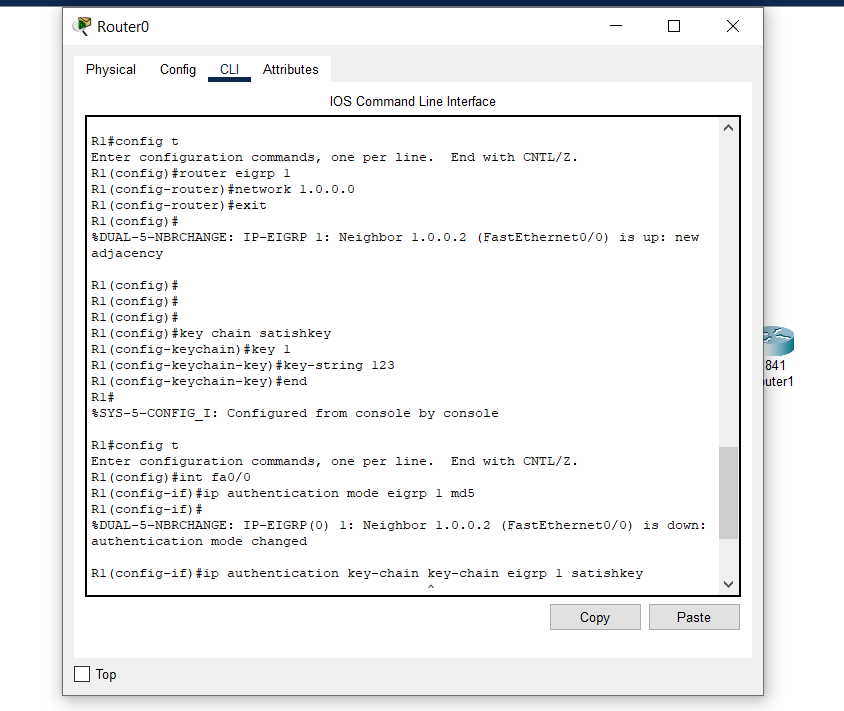 Router0
Physical Config CLI Attributes
IOS Command Line Interface
R1#config t
Enter configuration commands, one per line.  End with CNTL/Z.
R1(config)#router eigrp 1
R1(config-router)#network 1.0.0.0
R1(config-router)#exit
R1(config)#
%DUAL-5-NBRCHANGE: IP-EIGRP 1: Neighbor 1.0.0.2 (FastEthernet0/0) is up: new
adjacency
R1(config)#
R1(config)#
R1(config)#
R1(config)#key chain satishkey
R1(config-keychain)#key 1
R1(config-keychain-key)#key-string 123
R1(config-keychain-key)#end
R1#
%SYS-5-CONFIG_I: Configured from console by console
R1#config t
Enter configuration commands, one per line.  End with CNTL/Z.
R1(config)#int fa0/0
R1(config-if)#ip authentication mode eigrp 1 md5
R1(config-if)#
%DUAL-5-NBRCHANGE: IP-EIGRP(0) 1: Neighbor 1.0.0.2 (FastEthernet0/0) is down:
authentication mode changed
R1(config-if)#ip authentication key-chain key-chain eigrp 1 satishkey
^
Copy Paste
Top
841
outer1